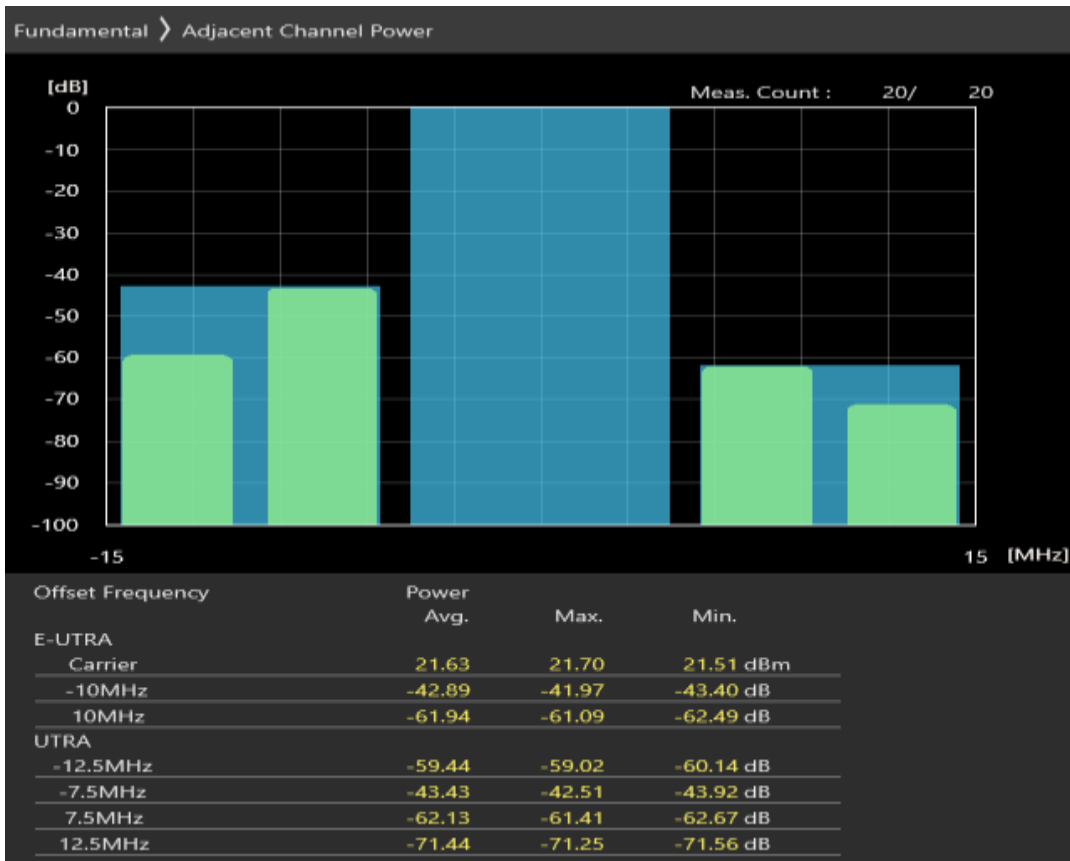 Fundamental 〉 Adjacent Channel Power
[dB]
Meas. Count : 20/ 20
0
-10
-20
-30
-40
-50
-60
-70
-80
-90
-100
-15 15 [MHz]
Offset Frequency Power
Avg. Max. Min.
E-UTRA
Carrier 21.63 21.70 21.51 dBm
-10MHz -42.89 -41.97 -43.40 dB
10MHz -61.94 -61.09 -62.49 dB
UTRA
-12.5MHz -59.44 -59.02 -60.14 dB
-7.5MHz -43.43 -42.51 -43.92 dB
7.5MHz -62.13 -61.41 -62.67 dB
12.5MHz -71.44 -71.25 -71.56 dB